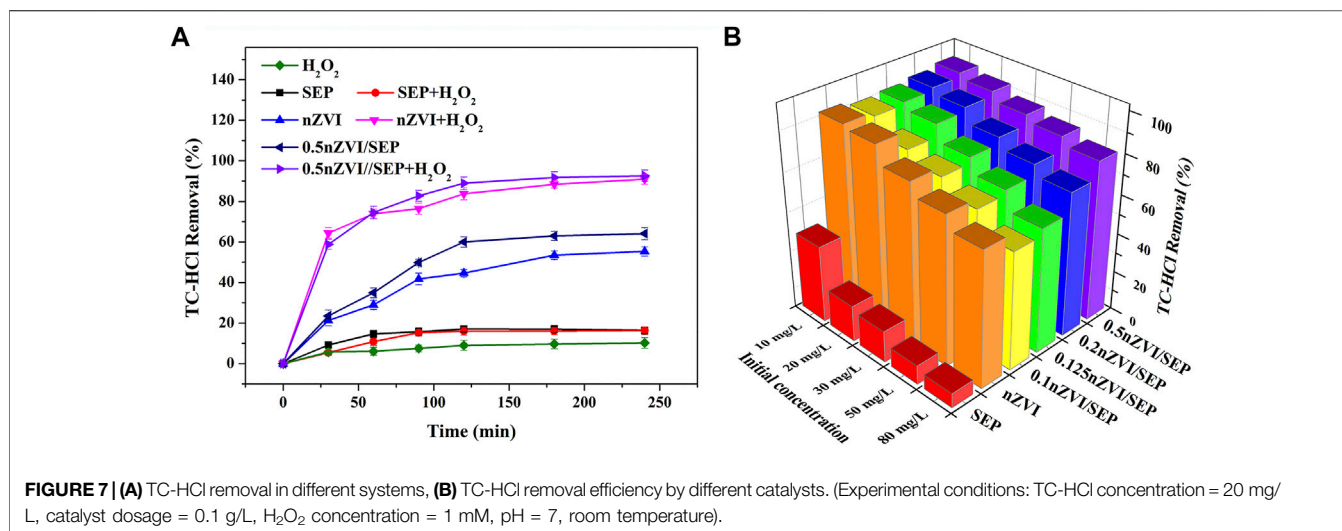 A
B
H₂O₂
SEP
SEP+H₂O₂
nZVI
nZVI+H₂O₂
0.5nZVI/SEP
0.5nZVI//SEP+H₂O₂
140
120
100
80
60
40
20
0
TC-HCl Removal (%)
0
50
100
150
200
250
Time (min)
100
80
60
40
20
0
TC-HCl Removal (%)
10 mg/L
20 mg/L
30 mg/L
50 mg/L
80 mg/L
Initial concentration
SEP
nZVI
0.1nZVI/SEP
0.125nZVI/SEP
0.2nZVI/SEP
0.5nZVI/SEP
FIGURE 7 | (A) TC-HCl removal in different systems, (B) TC-HCl removal efficiency by different catalysts. (Experimental conditions: TC-HCl concentration = 20 mg/
L, catalyst dosage = 0.1 g/L, H₂O₂ concentration = 1 mM, pH = 7, room temperature).